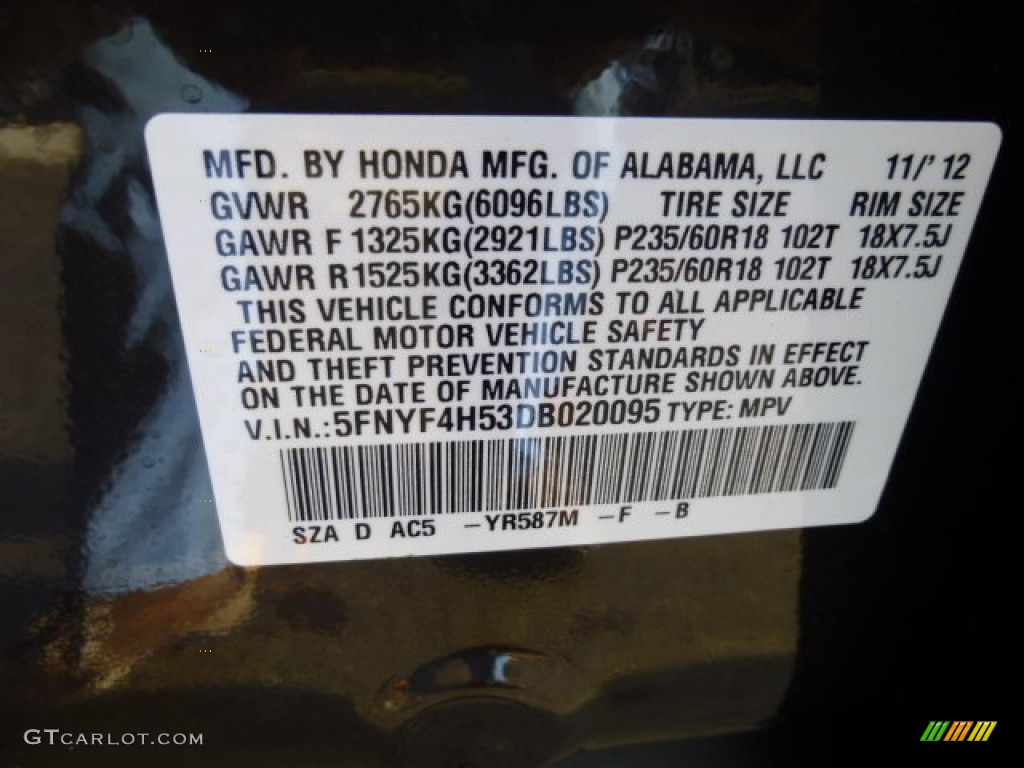 MFD. BY HONDA MFG. OF ALABAMA, LLC 11/' 12
GVWR 2765KG(6096LBS) TIRE SIZE RIM SIZE
GAWR F 1325KG(2921LBS) P235/60R18 102T 18X7.5J
GAWR R1525KG(3362LBS) P235/60R18 102T 18X7.5J
THIS VEHICLE CONFORMS TO ALL APPLICABLE
FEDERAL MOTOR VEHICLE SAFETY
AND THEFT PREVENTION STANDARDS IN EFFECT
ON THE DATE OF MANUFACTURE SHOWN ABOVE.
V.I.N.:5FNYF4H53DB020095 TYPE: MPV
SZA D AC5 -YR587M -F -B
GTCARLOT.COM